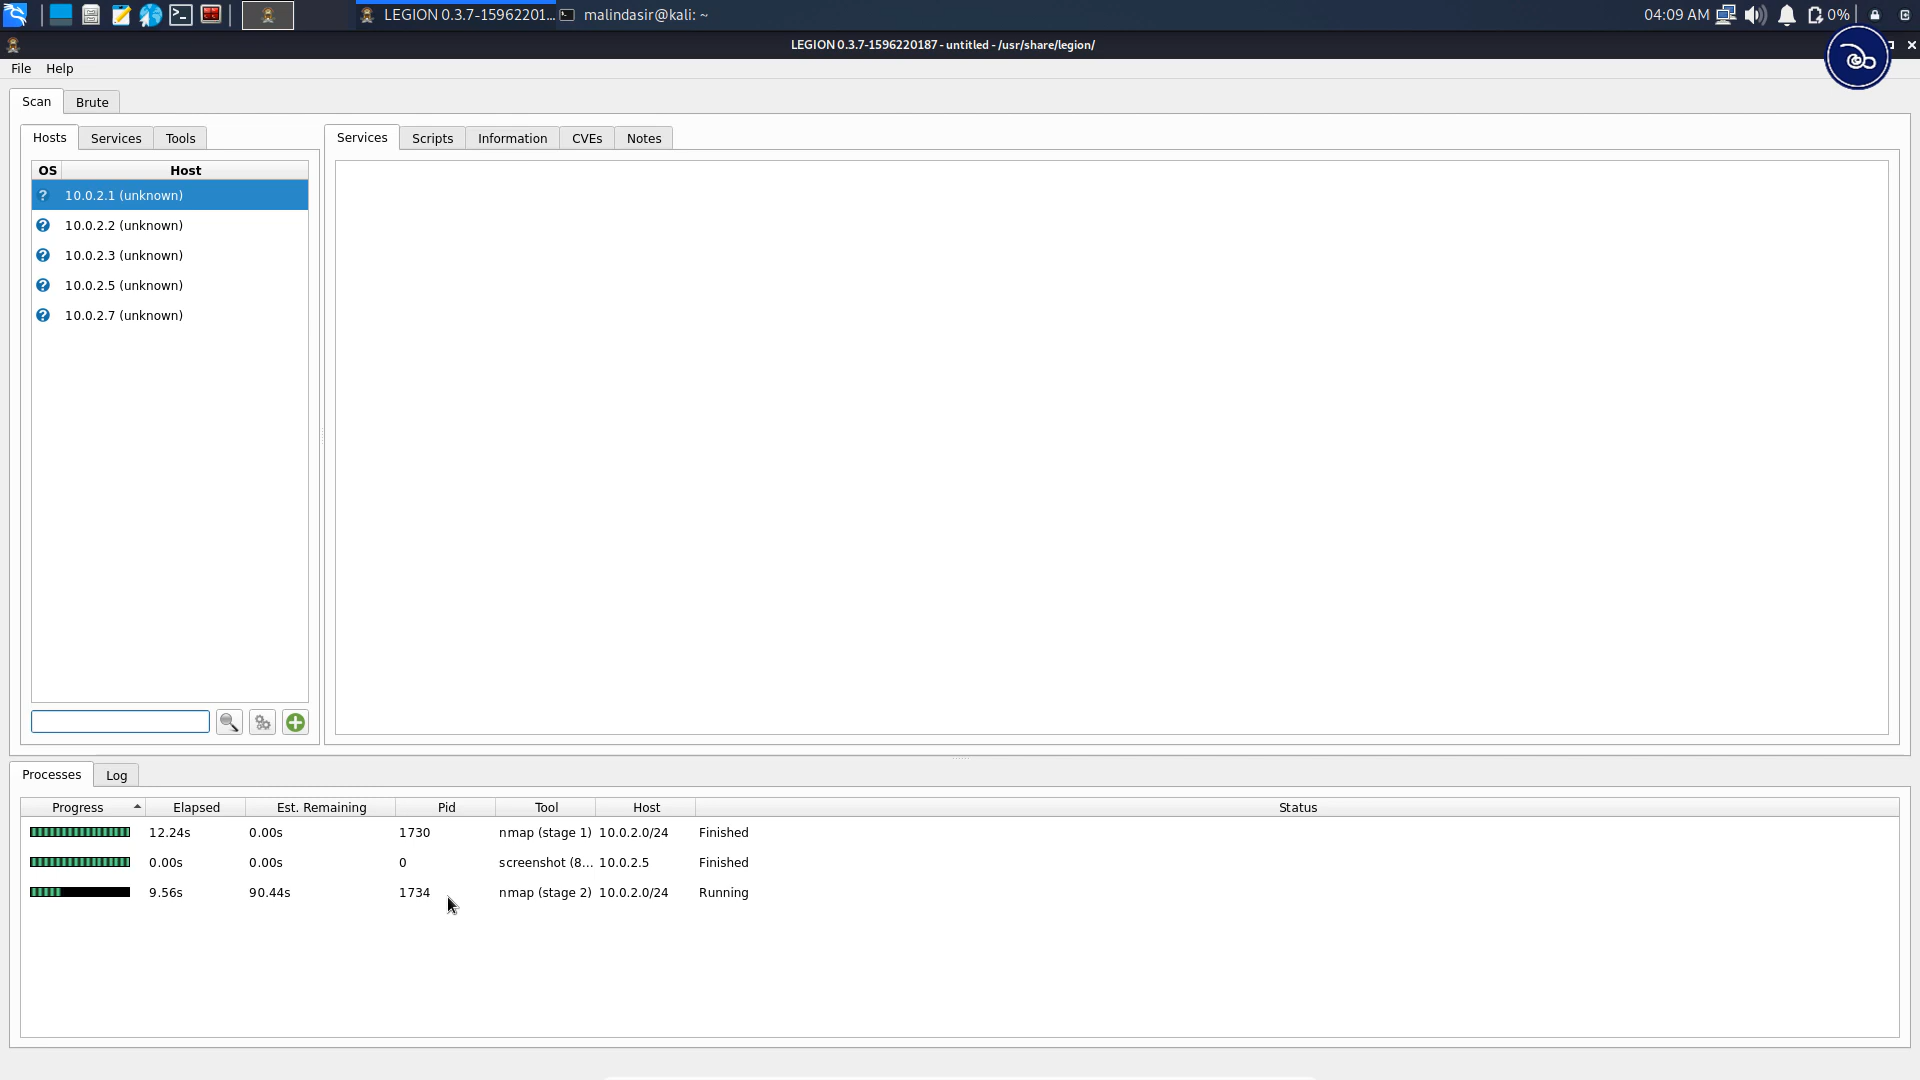 LEGION 0.3.7-15962201... malindasir@kali: ~ 04:09 AM 0%
LEGION 0.3.7-1596220187 - untitled - /usr/share/legion/
File Help
Scan Brute
Hosts Services Tools
Services Scripts Information CVEs Notes
OS Host
? 10.0.2.1 (unknown)
? 10.0.2.2 (unknown)
? 10.0.2.3 (unknown)
? 10.0.2.5 (unknown)
? 10.0.2.7 (unknown)
Processes Log
Progress Elapsed Est. Remaining Pid Tool Host Status
12.24s 0.00s 1730 nmap (stage 1) 10.0.2.0/24 Finished
0.00s 0.00s 0 screenshot (8... 10.0.2.5 Finished
9.56s 90.44s 1734 nmap (stage 2) 10.0.2.0/24 Running